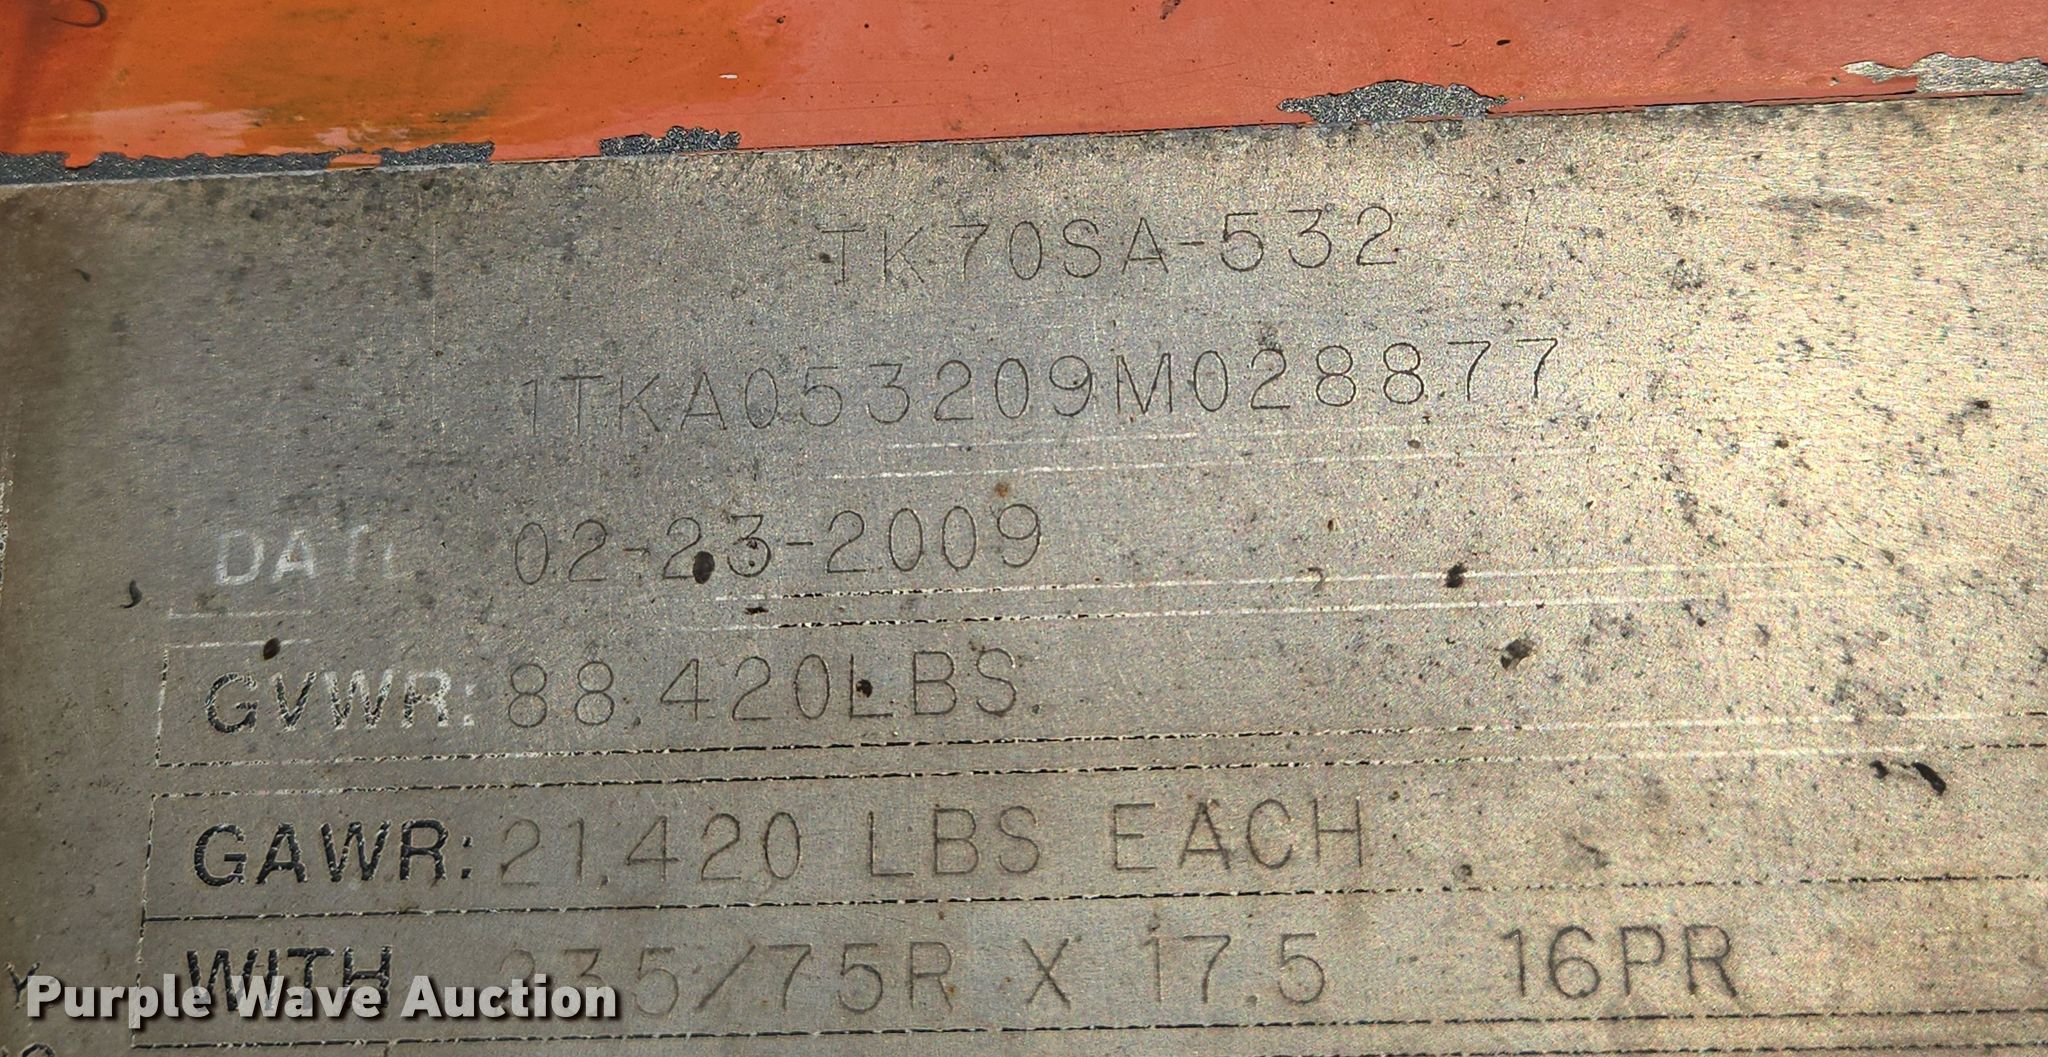 TK70SA-532
1TKA053209M028877
DATE 02-23-2009
GVWR: 88,420LBS.
GAWR: 21,420 LBS EACH
WITH 235/75R X 17.5 16PR
Purple Wave Auction